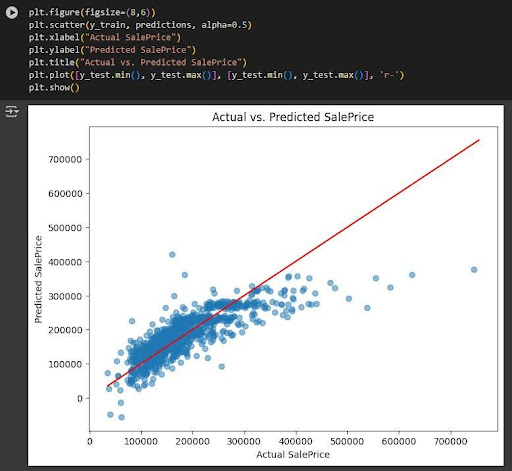 plt.figure(figsize=(8,6))
plt.scatter(y_train, predictions, alpha=0.5)
plt.xlabel("Actual SalePrice")
plt.ylabel("Predicted SalePrice")
plt.title("Actual vs. Predicted SalePrice")
plt.plot([y_test.min(), y_test.max()], [y_test.min(), y_test.max()], 'r-')
plt.show()
Actual vs. Predicted SalePrice
Predicted SalePrice
700000
600000
500000
400000
300000
200000
100000
0
0 100000 200000 300000 400000 500000 600000 700000
Actual SalePrice